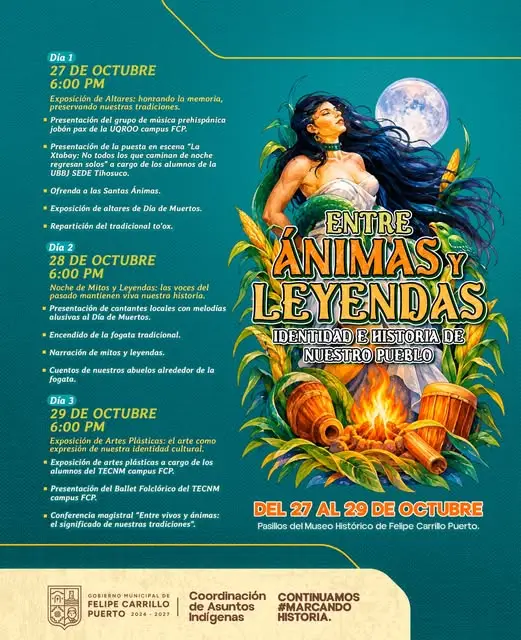 Día 1
27 DE OCTUBRE
6:00 PM
Exposición de Altares: honrando la memoria,
preservando nuestras tradiciones.
Presentación del grupo de música prehispánica
jobón pax de la UQROO campus FCP.
Presentación de la puesta en escena "La
Xtabay: No todos los que caminan de noche
regresan solos" a cargo de los alumnos de la
UBBJ SEDE Tihosuco.
Ofrenda a las Santas Ánimas.
Exposición de altares de Día de Muertos.
Repartición del tradicional to'ox.
Día 2
28 DE OCTUBRE
6:00 PM
Noche de Mitos y Leyendas: las voces del
pasado mantienen viva nuestra historia.
Presentación de cantantes locales con melodías
alusivas al Día de Muertos.
Encendido de la fogata tradicional.
Narración de mitos y leyendas.
Cuentos de nuestros abuelos alrededor de la
fogata.
Día 3
29 DE OCTUBRE
6:00 PM
Exposición de Artes Plásticas: el arte como
expresión de nuestra identidad cultural.
Exposición de artes plásticas a cargo de los
alumnos del TECNM campus FCP.
Presentación del Ballet Folclórico del TECNM
campus FCP.
Conferencia magistral "Entre vivos y ánimas:
el significado de nuestras tradiciones".
ENTRE
ÁNIMAS Y
LEYENDAS
IDENTIDAD E HISTORIA DE
NUESTRO PUEBLO
DEL 27 AL 29 DE OCTUBRE
Pasillos del Museo Histórico de Felipe Carrillo Puerto.
GOBIERNO MUNICIPAL DE
FELIPE CARRILLO
PUERTO 2024 - 2027
Coordinación
de Asuntos
Indígenas
CONTINUAMOS
#MARCANDO
HISTORIA.